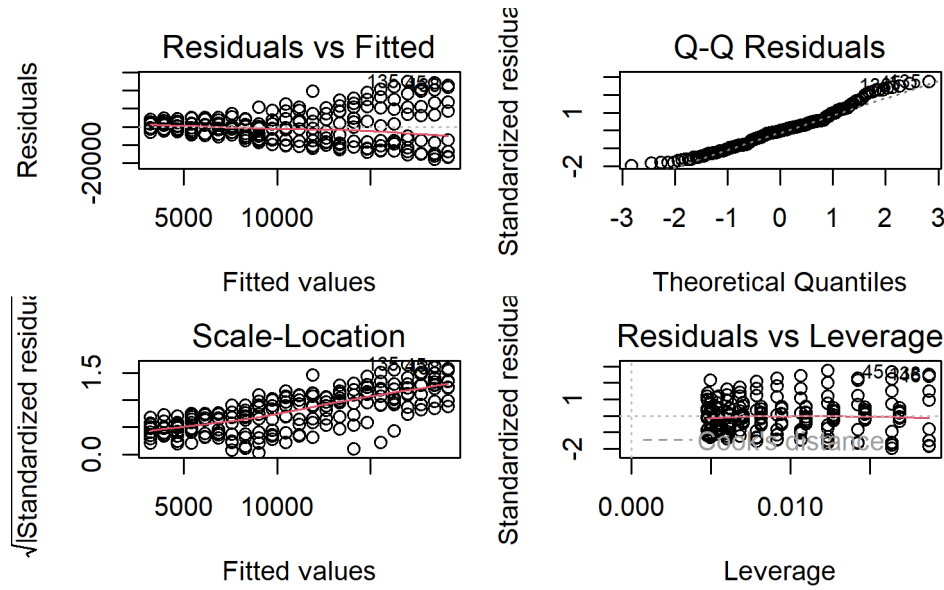 Residuals vs Fitted
Residuals
-20000
5000 10000
Fitted values
Q-Q Residuals
Standardized residua
-2 1
-3 -2 -1 0 1 2 3
Theoretical Quantiles
Scale-Location
√|Standardized residua
0.0 1.5
5000 10000
Fitted values
Residuals vs Leverage
Standardized residua
-2 1
Cook's distance
0.000 0.010
Leverage